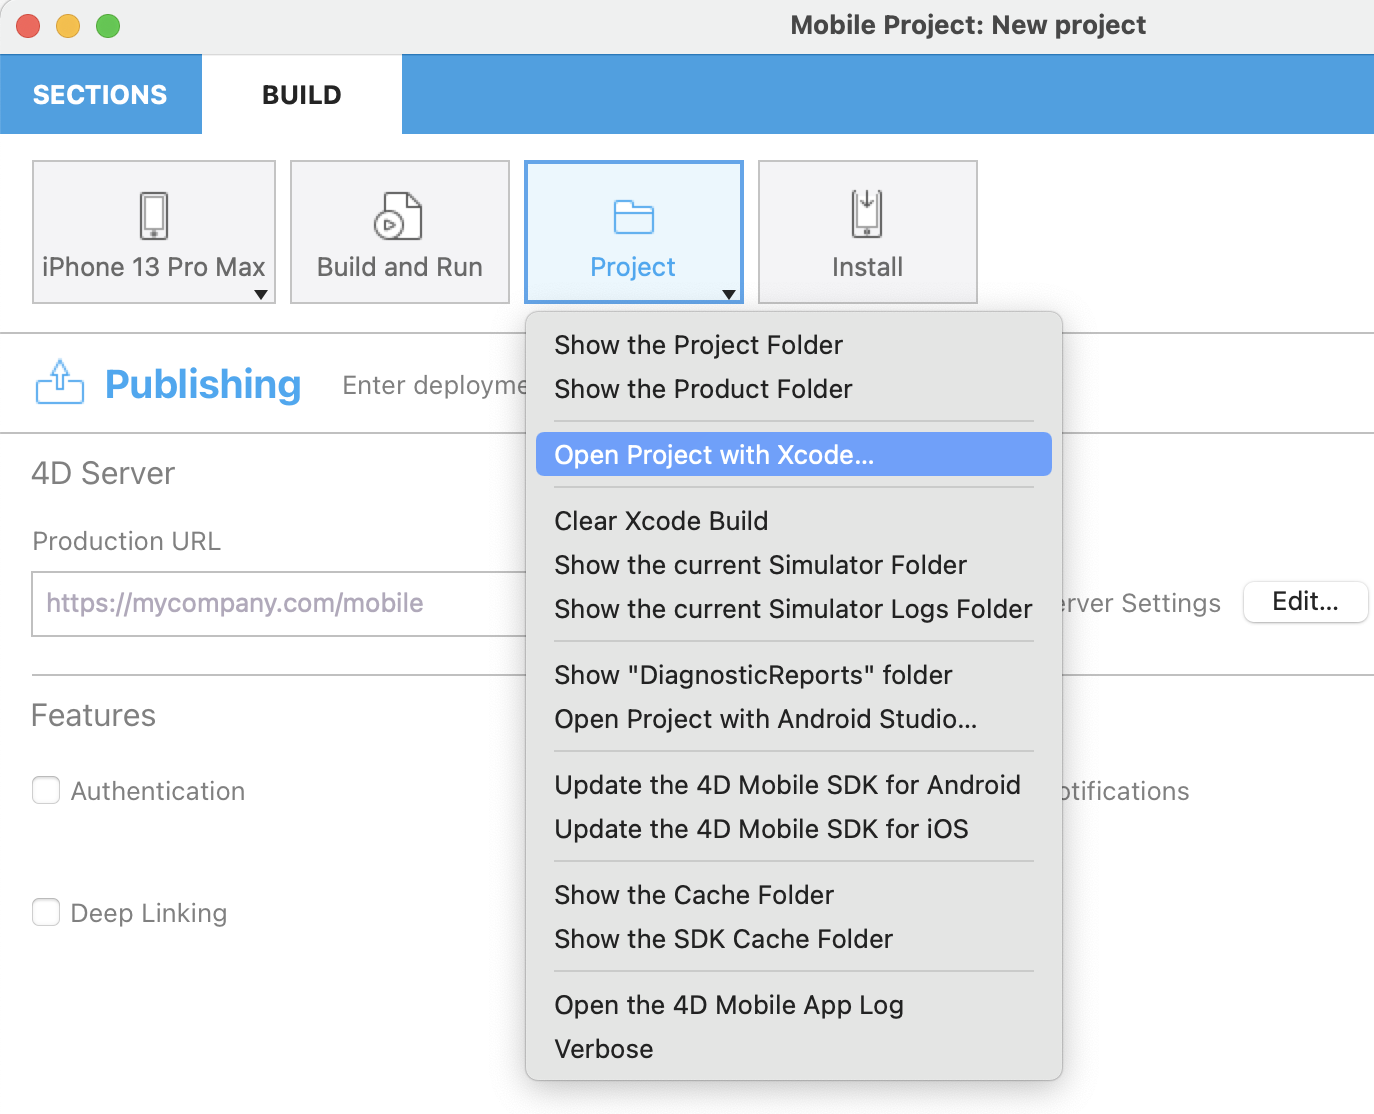 Mobile Project: New project
SECTIONS
BUILD
iPhone 13 Pro Max
Build and Run
Project
Install
Show the Project Folder
Show the Product Folder
Open Project with Xcode...
Clear Xcode Build
Show the current Simulator Folder
Show the current Simulator Logs Folder
Show "DiagnosticReports" folder
Open Project with Android Studio...
Update the 4D Mobile SDK for Android
Update the 4D Mobile SDK for iOS
Show the Cache Folder
Show the SDK Cache Folder
Open the 4D Mobile App Log
Verbose
Publishing
Enter deployme
4D Server
Production URL
https://mycompany.com/mobile
erver Settings
Edit...
Features
Authentication
otifications
Deep Linking